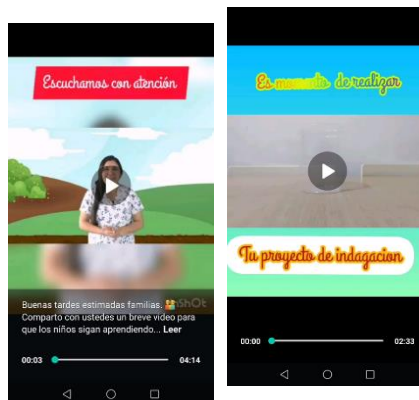 Escuchamos con atención
Buenas tardes estimadas familias.
Comparto con ustedes un breve video para
que los niños sigan aprendiendo... Leer
00:03
04:14
Es momento de realizar
Tu proyecto de indagacion
00:00
02:33